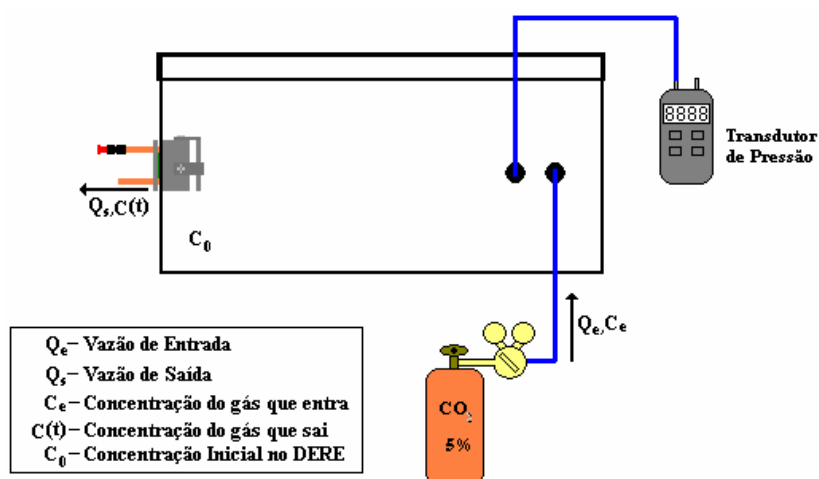 8888
Transdutor
de Pressão
Qs,C(t)
C0
Qe,Ce
Qe– Vazão de Entrada
Qs– Vazão de Saída
Ce–Concentração do gás que entra
C(t)–Concentração do gás que sai
C0–Concentração Inicial no DERE
CO2
5%